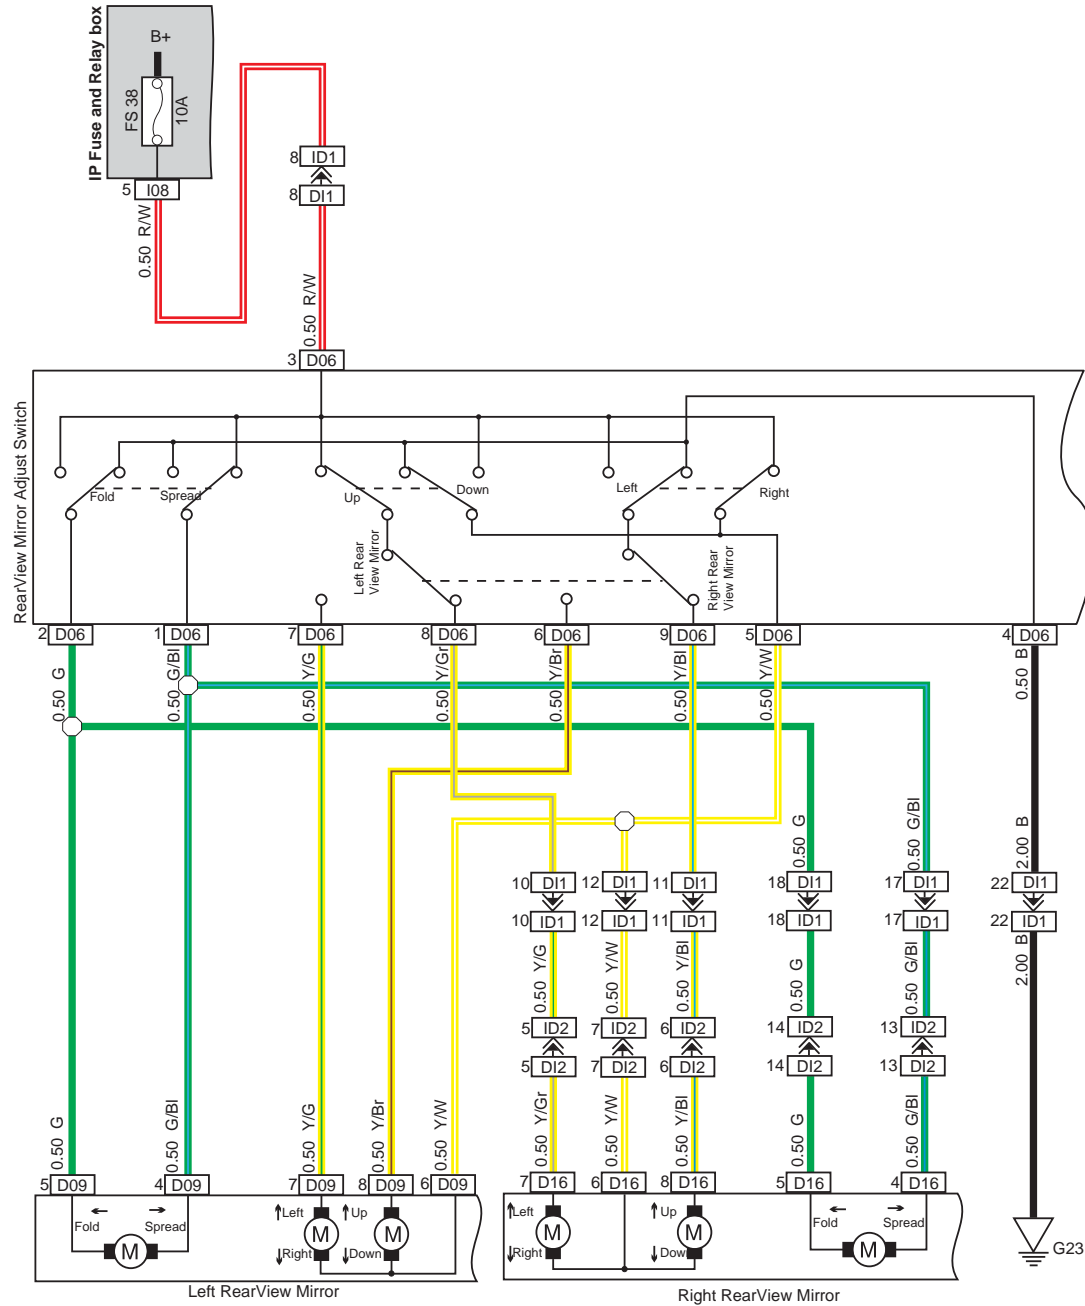 IP Fuse and Relay box
B+
FS 38
10A
5 I08
0.50 R/W
8 ID1
8 DI1
0.50 R/W
3 D06
RearView Mirror Adjust Switch
Fold
Spread
Up
Down
Left
Right
Left Rear
View Mirror
Right Rear
View Mirror
2 D06
1 D06
7 D06
8 D06
6 D06
9 D06
5 D06
4 D06
0.50 G
0.50 G/Bl
0.50 Y/G
0.50 Y/Gr
0.50 Y/Br
0.50 Y/Bl
0.50 Y/W
0.50 B
0.50 G
0.50 G/Bl
2.00 B
10 DI1
12 DI1
11 DI1
18 DI1
17 DI1
22 DI1
10 ID1
12 ID1
11 ID1
18 ID1
17 ID1
22 ID1
0.50 Y/G
0.50 Y/W
0.50 Y/Bl
0.50 G
0.50 G/Bl
2.00 B
5 ID2
7 ID2
6 ID2
14 ID2
13 ID2
5 DI2
7 DI2
6 DI2
14 DI2
13 DI2
0.50 G
0.50 G/Bl
0.50 Y/G
0.50 Y/Br
0.50 Y/W
0.50 Y/Gr
0.50 Y/W
0.50 Y/Bl
0.50 G
0.50 G/Bl
5 D09
4 D09
7 D09
8 D09
6 D09
7 D16
6 D16
8 D16
5 D16
4 D16
Fold
Spread
M
Left
Right
M
Up
Down
M
Left
Right
M
Up
Down
M
Fold
Spread
M
G23
Left RearView Mirror
Right RearView Mirror